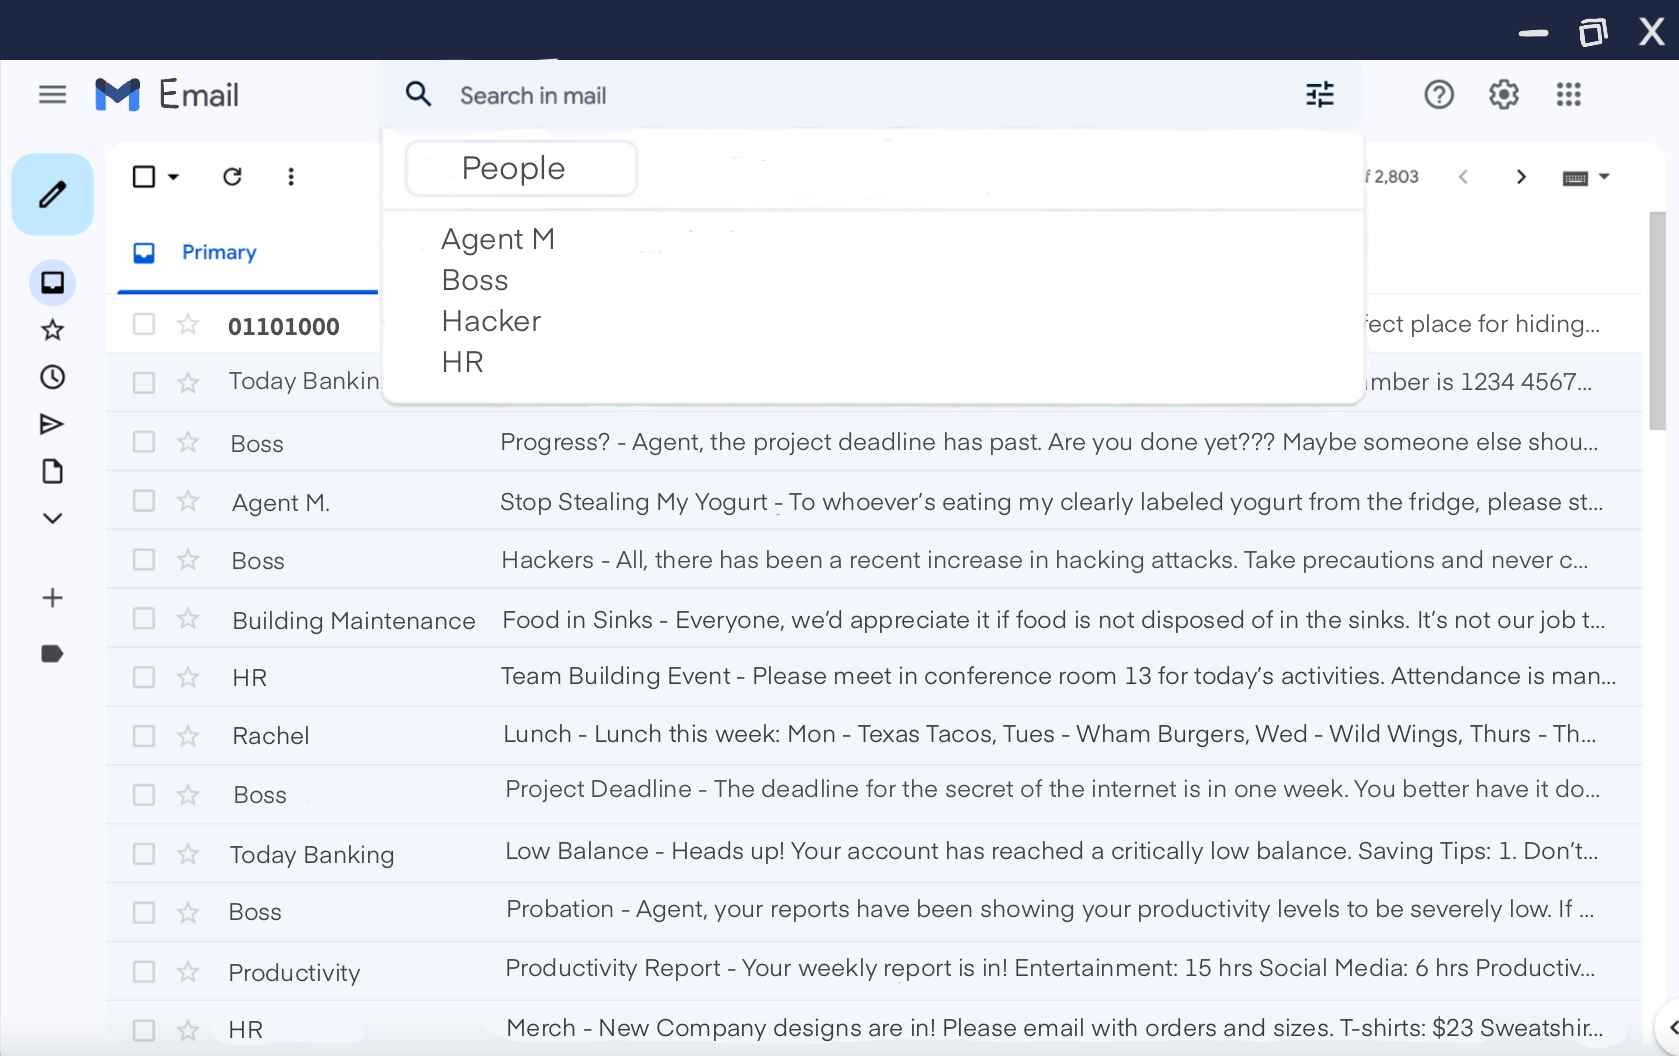 X
Email
Search in mail
People
f 2,803
Agent M
Primary
Boss
Hacker
01101000 fect place for hiding...
HR
Today Bankin mber is 1234 4567...
Boss Progress? - Agent, the project deadline has past. Are you done yet??? Maybe someone else shou...
Agent M. Stop Stealing My Yogurt - To whoever's eating my clearly labeled yogurt from the fridge, please st...
Boss Hackers - All, there has been a recent increase in hacking attacks. Take precautions and never c...
Building Maintenance Food in Sinks - Everyone, we'd appreciate it if food is not disposed of in the sinks. It's not our job t...
HR Team Building Event - Please meet in conference room 13 for today's activities. Attendance is man...
Rachel Lunch - Lunch this week: Mon - Texas Tacos, Tues - Wham Burgers, Wed - Wild Wings, Thurs - Th...
Boss Project Deadline - The deadline for the secret of the internet is in one week. You better have it do...
Today Banking Low Balance - Heads up! Your account has reached a critically low balance. Saving Tips: 1. Don't...
Boss Probation - Agent, your reports have been showing your productivity levels to be severely low. If ...
Productivity Productivity Report - Your weekly report is in! Entertainment: 15 hrs Social Media: 6 hrs Productiv...
HR Merch - New Company designs are in! Please email with orders and sizes. T-shirts: $23 Sweatshir...